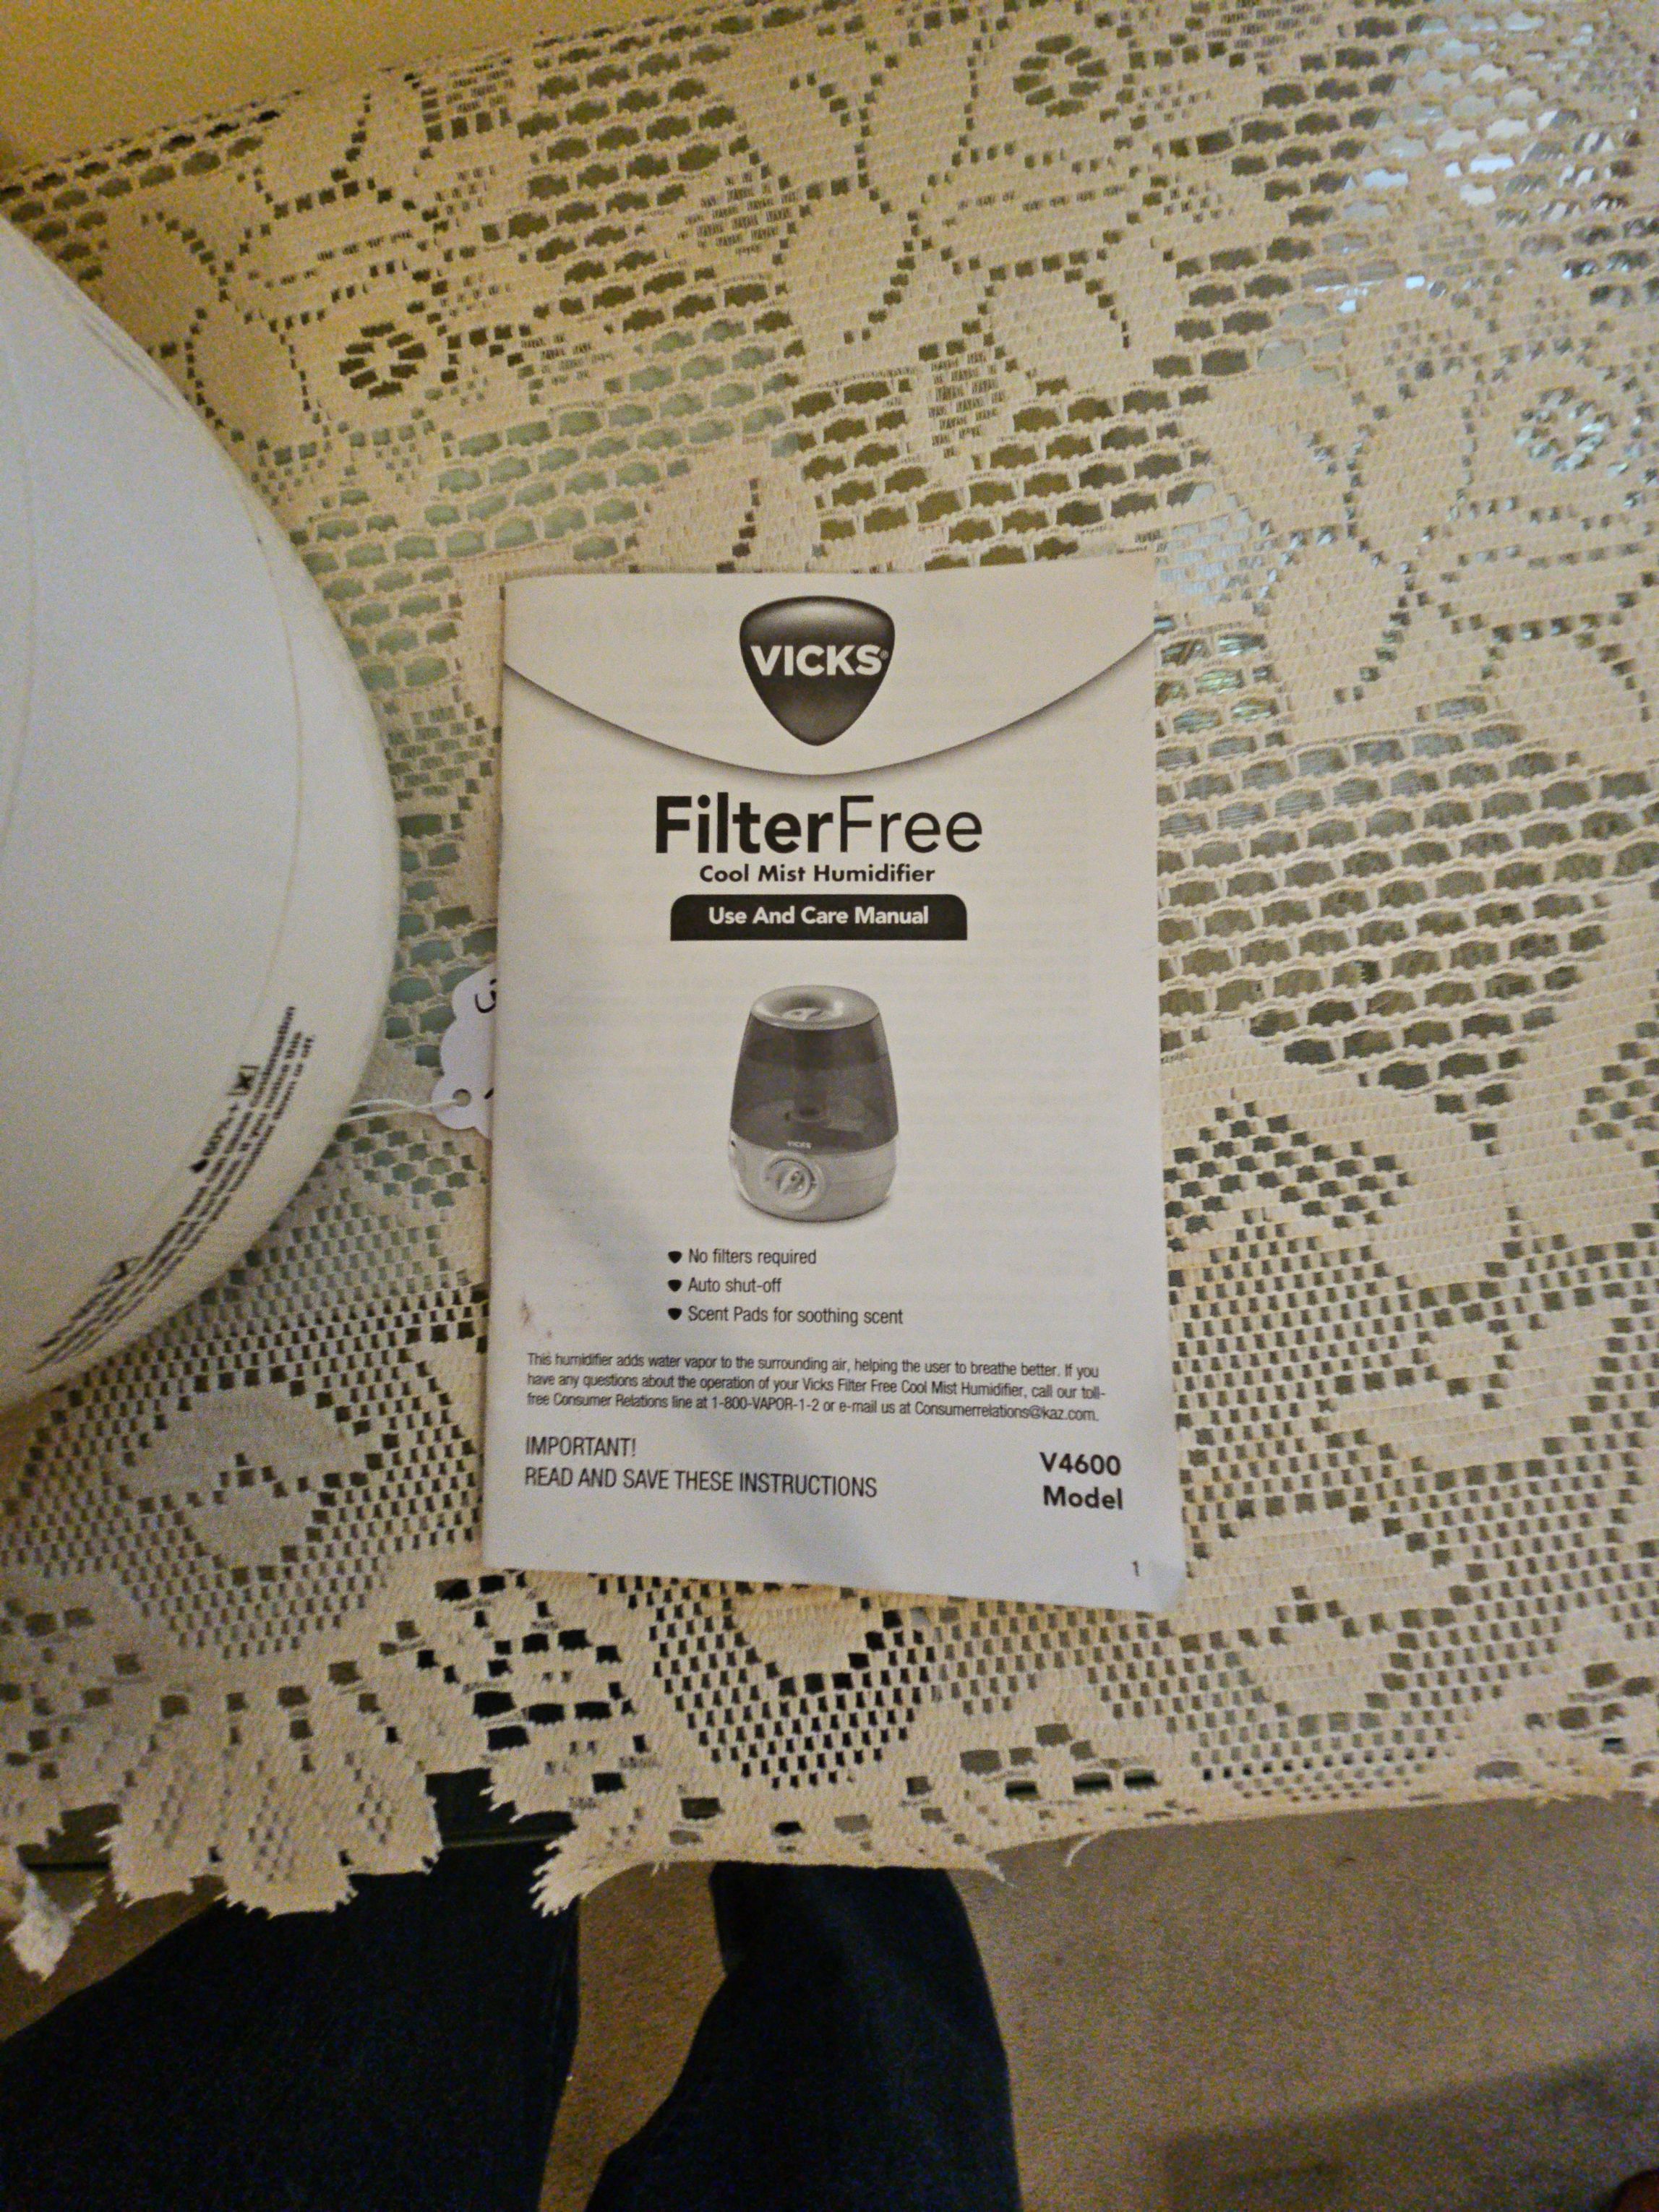 VICKS®
FilterFree
Cool Mist Humidifier
Use And Care Manual
VICKS
No filters required
Auto shut-off
Scent Pads for soothing scent
This humidifier adds water vapor to the surrounding air, helping the user to breathe better. If you
have any questions about the operation of your Vicks Filter Free Cool Mist Humidifier, call our toll-
free Consumer Relations line at 1-800-VAPOR-1-2 or e-mail us at Consumerrelations@kaz.com.
IMPORTANT!
READ AND SAVE THESE INSTRUCTIONS
V4600
Model
1